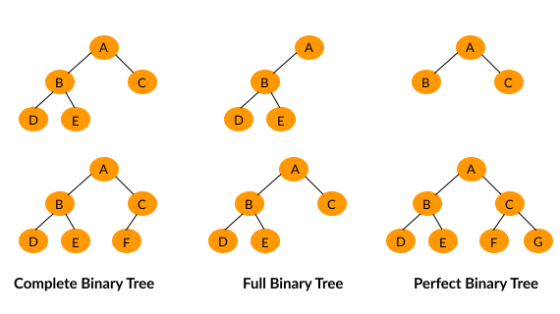 A A A
B C B B C
D E D E
A A A
B C B C B C
D E F D E D E F G
Complete Binary Tree Full Binary Tree Perfect Binary Tree